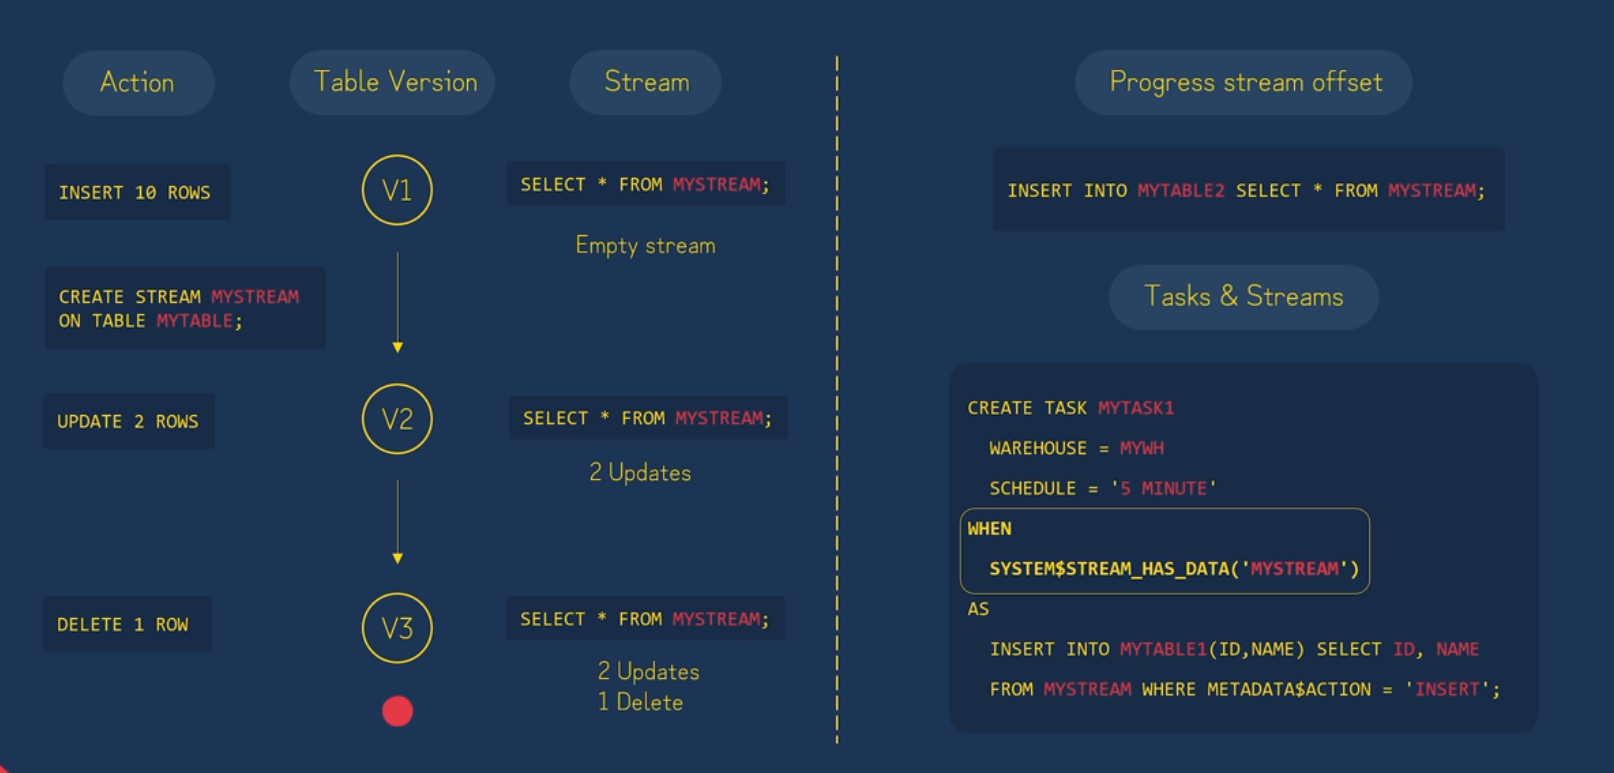 Action
Table Version
Stream
INSERT 10 ROWS
V1
SELECT * FROM MYSTREAM;
Empty stream
CREATE STREAM MYSTREAM
ON TABLE MYTABLE;
UPDATE 2 ROWS
V2
SELECT * FROM MYSTREAM;
2 Updates
DELETE 1 ROW
V3
SELECT * FROM MYSTREAM;
2 Updates
1 Delete
Progress stream offset
INSERT INTO MYTABLE2 SELECT * FROM MYSTREAM;
Tasks & Streams
CREATE TASK MYTASK1
WAREHOUSE = MYWH
SCHEDULE = '5 MINUTE'
WHEN
SYSTEM$STREAM_HAS_DATA('MYSTREAM')
AS
INSERT INTO MYTABLE1(ID,NAME) SELECT ID, NAME
FROM MYSTREAM WHERE METADATA$ACTION = 'INSERT';